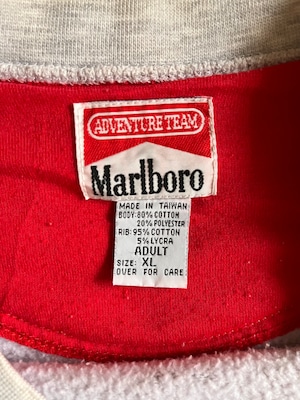 ADVENTURE TEAM
Marlboro
MADE IN TAIWAN
BODY: 80% COTTON
20% POLYESTER
RIB: 95% COTTON
5% LYCRA
ADULT
SIZE: XL
OVER FOR CARE